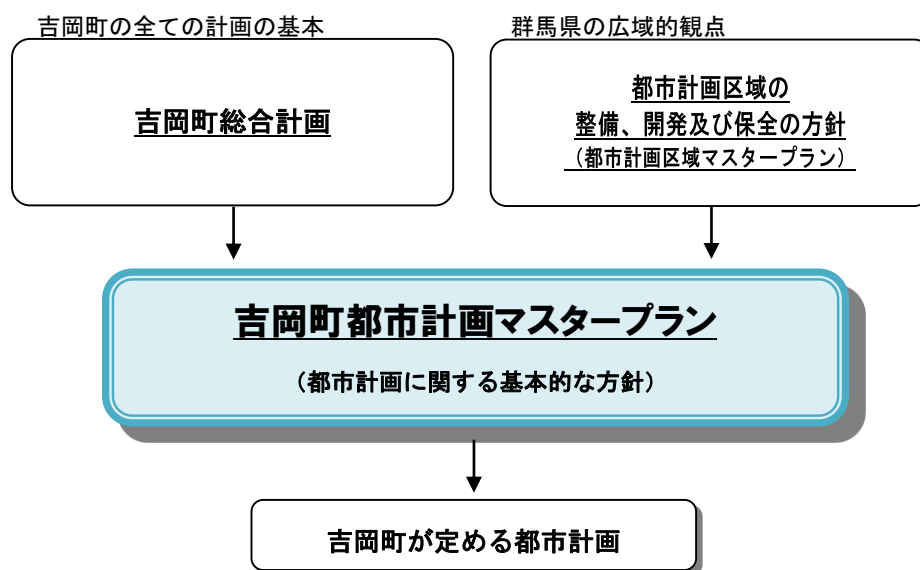 吉岡町の全ての計画の基本
吉岡町総合計画
群馬県の広域的観点
都市計画区域の
整備、開発及び保全の方針
（都市計画区域マスタープラン）
吉岡町都市計画マスタープラン
（都市計画に関する基本的な方針）
吉岡町が定める都市計画